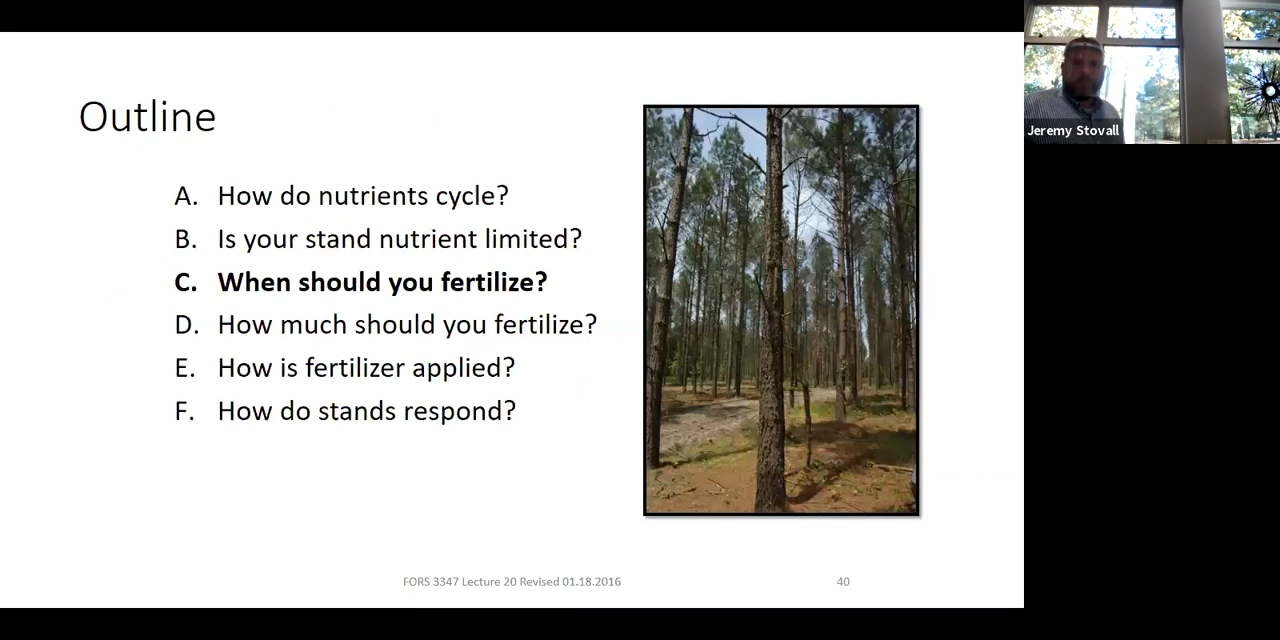 Outline
A. How do nutrients cycle?
B. Is your stand nutrient limited?
C. When should you fertilize?
D. How much should you fertilize?
E. How is fertilizer applied?
F. How do stands respond?
FORS 3347 Lecture 20 Revised 01.18.2016
40
Jeremy Stovall